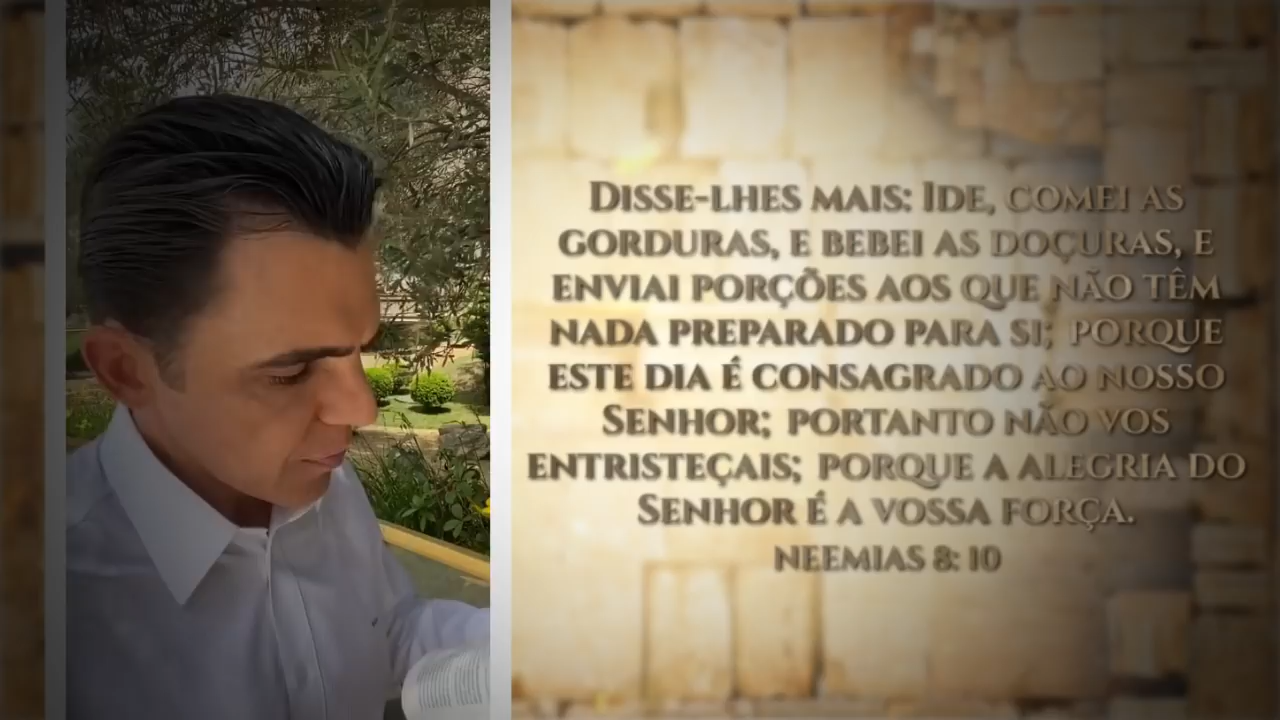 Disse-lhes mais: Ide, comei as
gorduras, e bebei as doçuras, e
enviai porções aos que não têm
nada preparado para si; porque
este dia é consagrado ao nosso
Senhor; portanto não vos
entristeçais; porque a alegria do
Senhor é a vossa força.
Neemias 8: 10